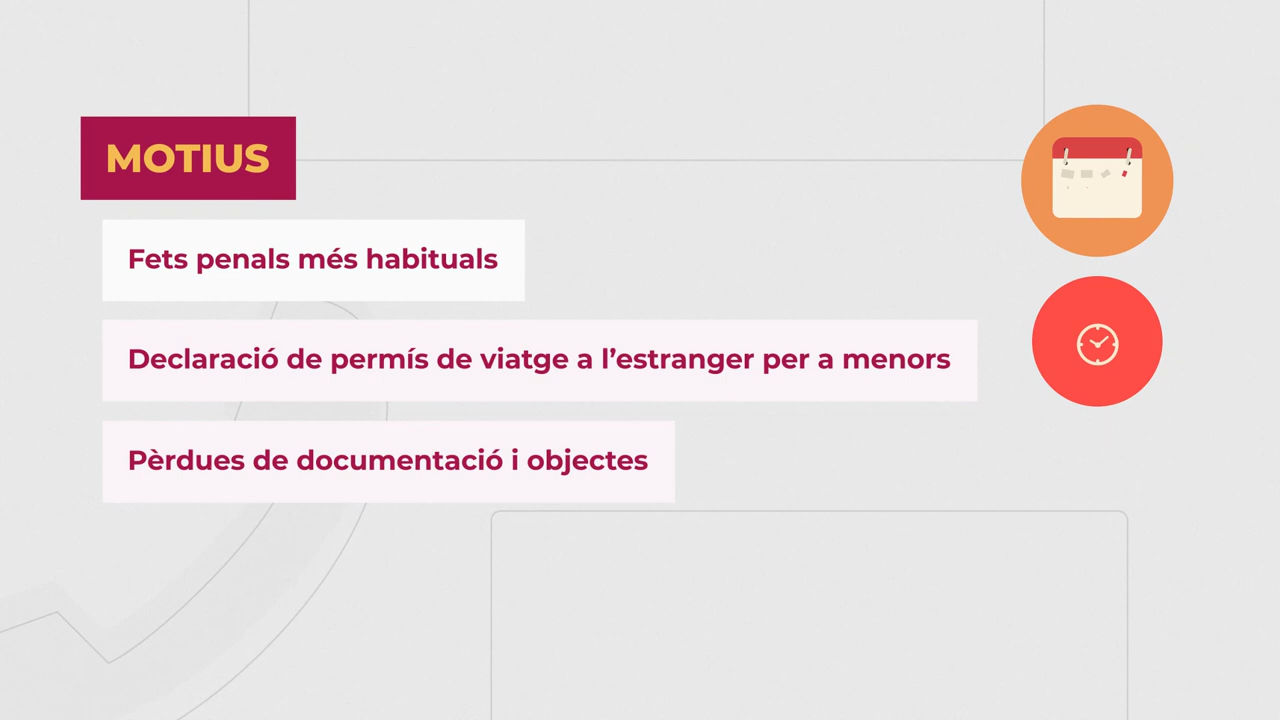 MOTIUS
Fets penals més habituals
Declaració de permís de viatge a l’estranger per a menors
Pèrdues de documentació i objectes